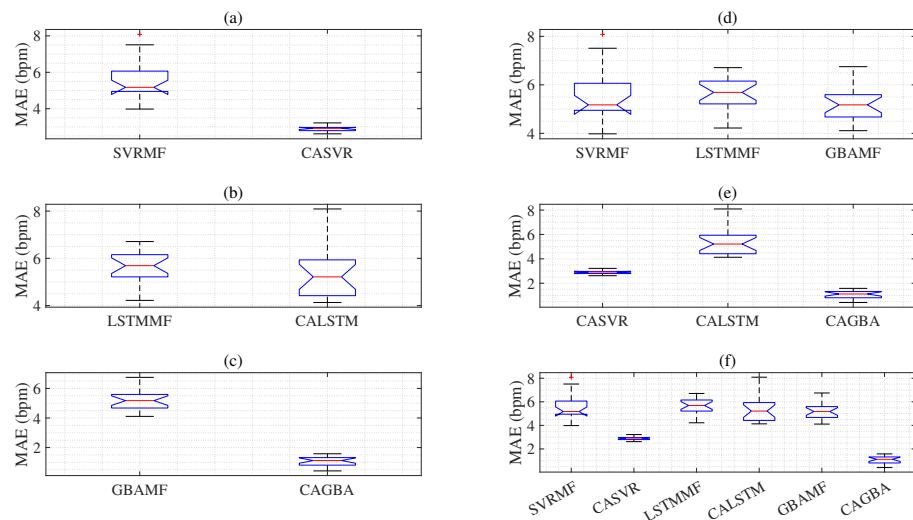 (a)
MAE (bpm)
8
6
4
SVRMF CASVR
(b)
MAE (bpm)
8
6
4
LSTMMF CALSTM
(c)
MAE (bpm)
6
4
2
GBAMF CAGBA
(d)
MAE (bpm)
8
6
4
SVRMF LSTMMF GBAMF
(e)
MAE (bpm)
8
6
4
2
CASVR CALSTM CAGBA
(f)
MAE (bpm)
8
6
4
2
SVRMF CASVR LSTMMF CALSTM GBAMF CAGBA